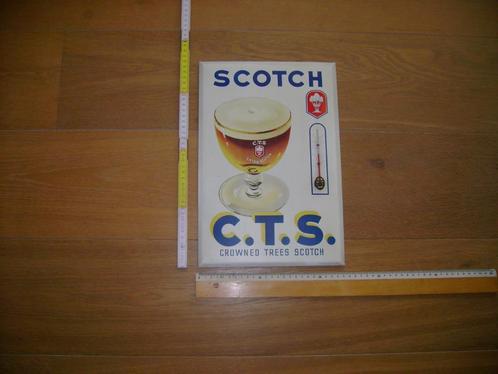 SCOTCH
C.T.S
C.T.S.
CROWNED TREES SCOTCH